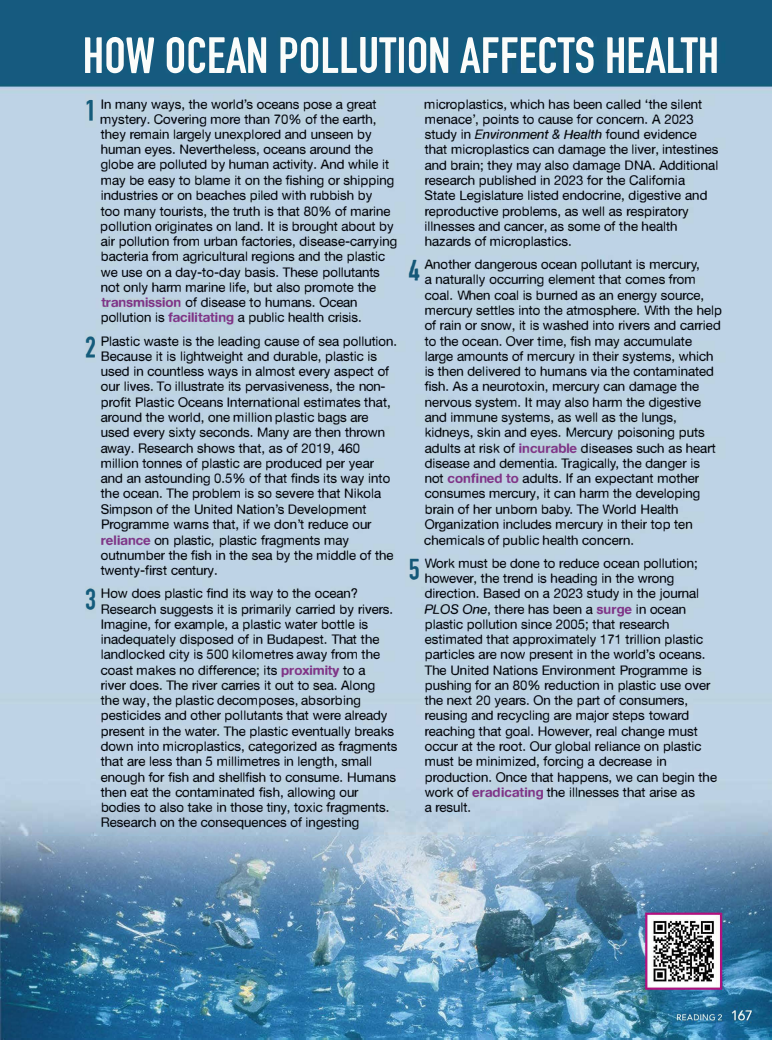 HOW OCEAN POLLUTION AFFECTS HEALTH
1 In many ways, the world's oceans pose a great
mystery. Covering more than 70% of the earth,
they remain largely unexplored and unseen by
human eyes. Nevertheless, oceans around the
globe are polluted by human activity. And while it
may be easy to blame it on the fishing or shipping
industries or on beaches piled with rubbish by
too many tourists, the truth is that 80% of marine
pollution originates on land. It is brought about by
air pollution from urban factories, disease-carrying
bacteria from agricultural regions and the plastic
we use on a day-to-day basis. These pollutants
not only harm marine life, but also promote the
transmission of disease to humans. Ocean
pollution is facilitating a public health crisis.
2 Plastic waste is the leading cause of sea pollution.
Because it is lightweight and durable, plastic is
used in countless ways in almost every aspect of
our lives. To illustrate its pervasiveness, the non-
profit Plastic Oceans International estimates that,
around the world, one million plastic bags are
used every sixty seconds. Many are then thrown
away. Research shows that, as of 2019, 460
million tonnes of plastic are produced per year
and an astounding 0.5% of that finds its way into
the ocean. The problem is so severe that Nikola
Simpson of the United Nation's Development
Programme warns that, if we don't reduce our
reliance on plastic, plastic fragments may
outnumber the fish in the sea by the middle of the
twenty-first century.
3 How does plastic find its way to the ocean?
Research suggests it is primarily carried by rivers.
Imagine, for example, a plastic water bottle is
inadequately disposed of in Budapest. That the
landlocked city is 500 kilometres away from the
coast makes no difference; its proximity to a
river does. The river carries it out to sea. Along
the way, the plastic decomposes, absorbing
pesticides and other pollutants that were already
present in the water. The plastic eventually breaks
down into microplastics, categorized as fragments
that are less than 5 millimetres in length, small
enough for fish and shellfish to consume. Humans
then eat the contaminated fish, allowing our
bodies to also take in those tiny, toxic fragments.
Research on the consequences of ingesting
microplastics, which has been called 'the silent
menace', points to cause for concern. A 2023
study in Environment & Health found evidence
that microplastics can damage the liver, intestines
and brain; they may also damage DNA. Additional
research published in 2023 for the California
State Legislature listed endocrine, digestive and
reproductive problems, as well as respiratory
illnesses and cancer, as some of the health
hazards of microplastics.
4 Another dangerous ocean pollutant is mercury,
a naturally occurring element that comes from
coal. When coal is burned as an energy source,
mercury settles into the atmosphere. With the help
of rain or snow, it is washed into rivers and carried
to the ocean. Over time, fish may accumulate
large amounts of mercury in their systems, which
is then delivered to humans via the contaminated
fish. As a neurotoxin, mercury can damage the
nervous system. It may also harm the digestive
and immune systems, as well as the lungs,
kidneys, skin and eyes. Mercury poisoning puts
adults at risk of incurable diseases such as heart
disease and dementia. Tragically, the danger is
not confined to adults. If an expectant mother
consumes mercury, it can harm the developing
brain of her unborn baby. The World Health
Organization includes mercury in their top ten
chemicals of public health concern.
5 Work must be done to reduce ocean pollution;
however, the trend is heading in the wrong
direction. Based on a 2023 study in the journal
PLOS One, there has been a surge in ocean
plastic pollution since 2005; that research
estimated that approximately 171 trillion plastic
particles are now present in the world's oceans.
The United Nations Environment Programme is
pushing for an 80% reduction in plastic use over
the next 20 years. On the part of consumers,
reusing and recycling are major steps toward
reaching that goal. However, real change must
occur at the root. Our global reliance on plastic
must be minimized, forcing a decrease in
production. Once that happens, we can begin the
work of eradicating the illnesses that arise as
a result.
READING 2 167